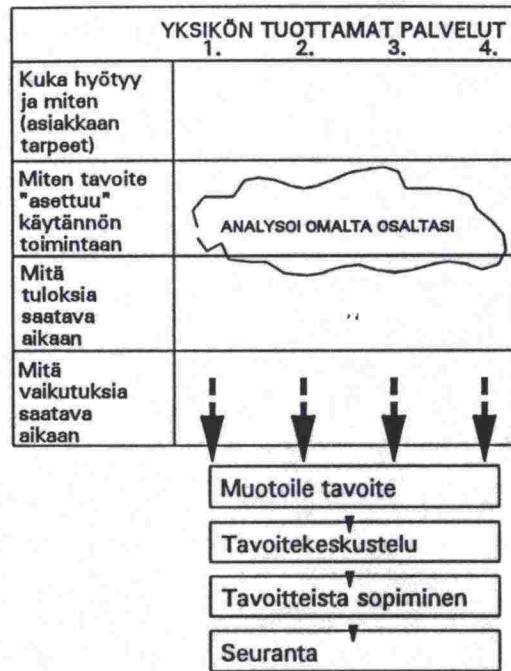 YKSIKÖN TUOTTAMAT PALVELUT
1. 2. 3. 4.
Kuka hyötyy
ja miten
(asiakkaan
tarpeet)
Miten tavoite
"asettuu"
käytännön
toimintaan
ANALYSOI OMALTA OSALTASI
Mitä
tuloksia
saatava
aikaan
Mitä
vaikutuksia
saatava
aikaan
Muotoile tavoite
Tavoitekeskustelu
Tavoitteista sopiminen
Seuranta